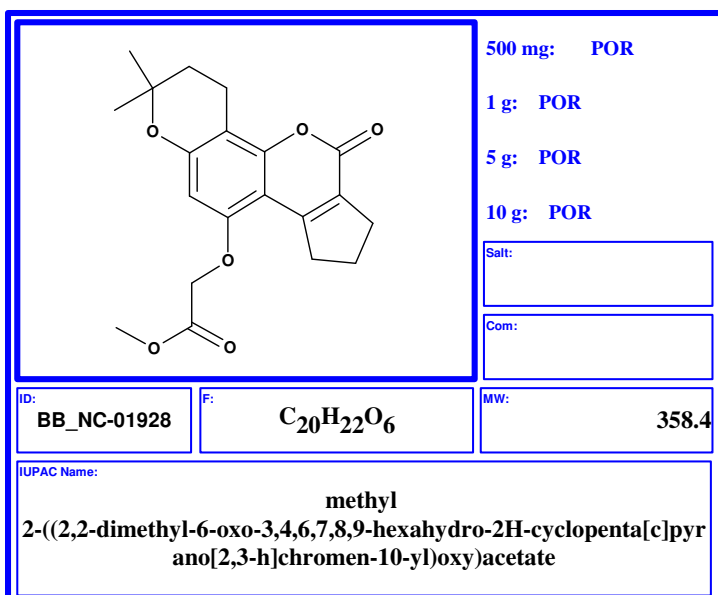 500 mg: POR
1 g: POR
5 g: POR
10 g: POR
O
O
O
O
O
O
Salt:
Com:
ID:
BB_NC-01928
F:
C20H22O6
MW:
358.4
IUPAC Name:
methyl
2-((2,2-dimethyl-6-oxo-3,4,6,7,8,9-hexahydro-2H-cyclopenta[c]pyr
ano[2,3-h]chromen-10-yl)oxy)acetate